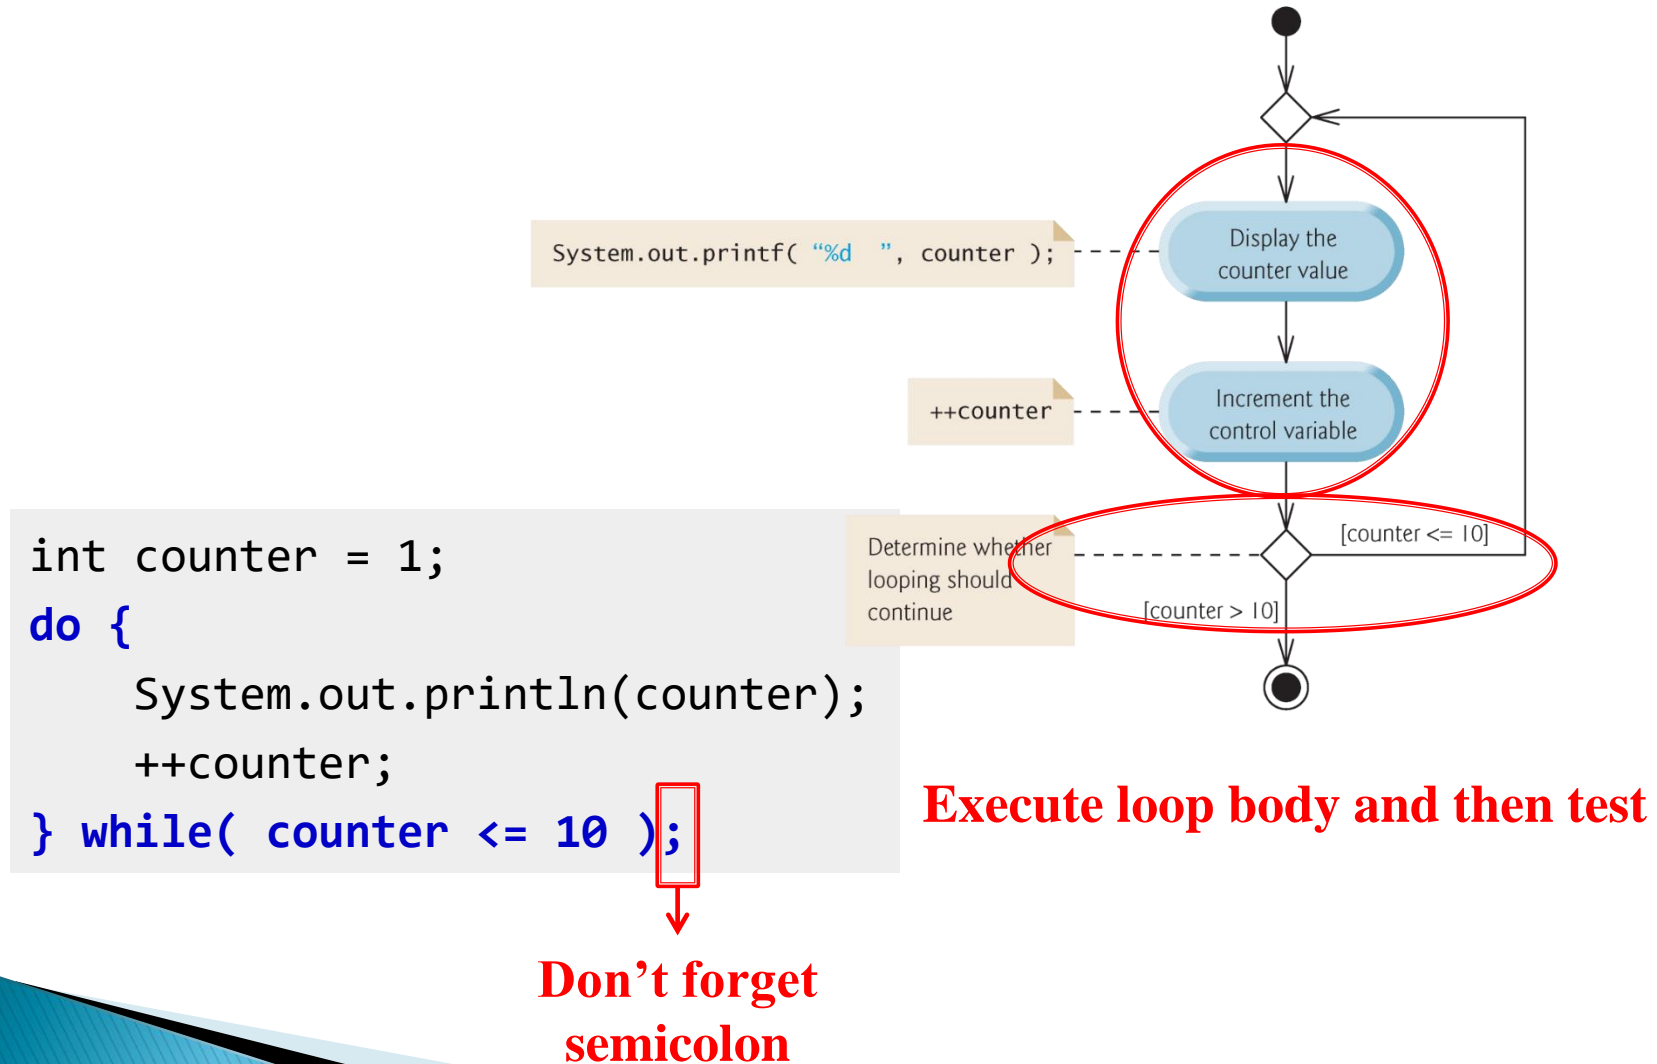 System.out.printf( “%d  ”, counter );
Display the
counter value
++counter
Increment the
control variable
Determine whether
looping should
continue
[counter <= 10]
[counter > 10]
int counter = 1;
do {
    System.out.println(counter);
    ++counter;
} while( counter <= 10 );
Execute loop body and then test
Don’t forget
semicolon